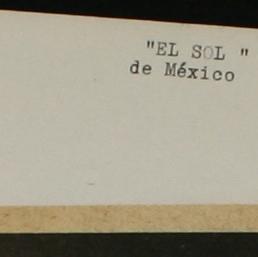 "EL SOL "
de México